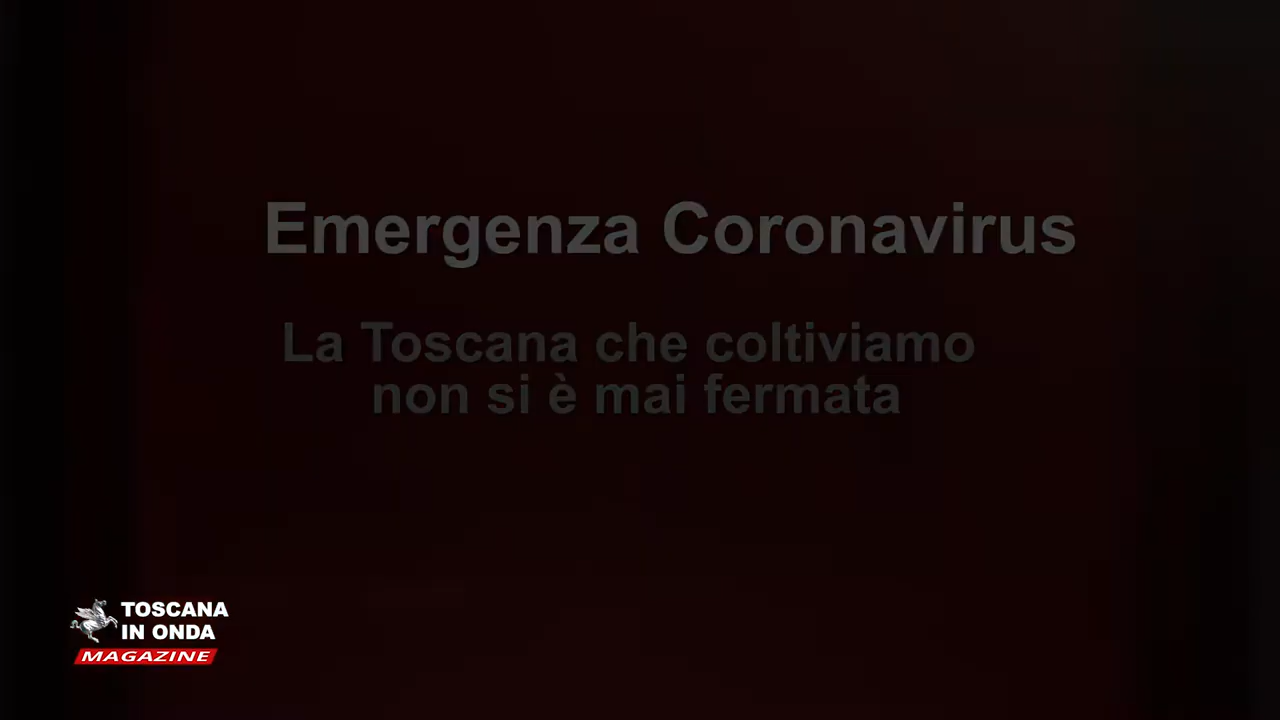 Emergenza Coronavirus
La Toscana che coltiviamo
non si è mai fermata
TOSCANA
IN ONDA
MAGAZINE